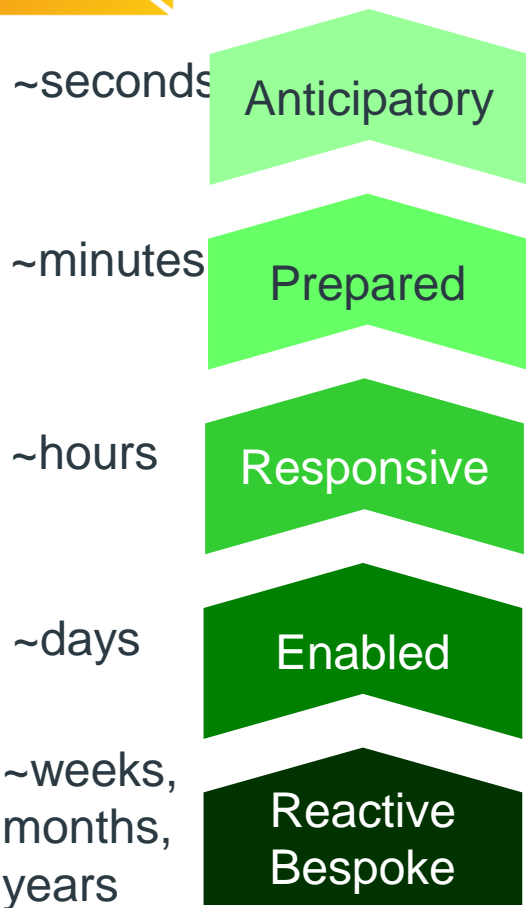 ~seconds
Anticipatory
~minutes
Prepared
~hours
Responsive
~days
Enabled
~weeks,
months,
years
Reactive
Bespoke